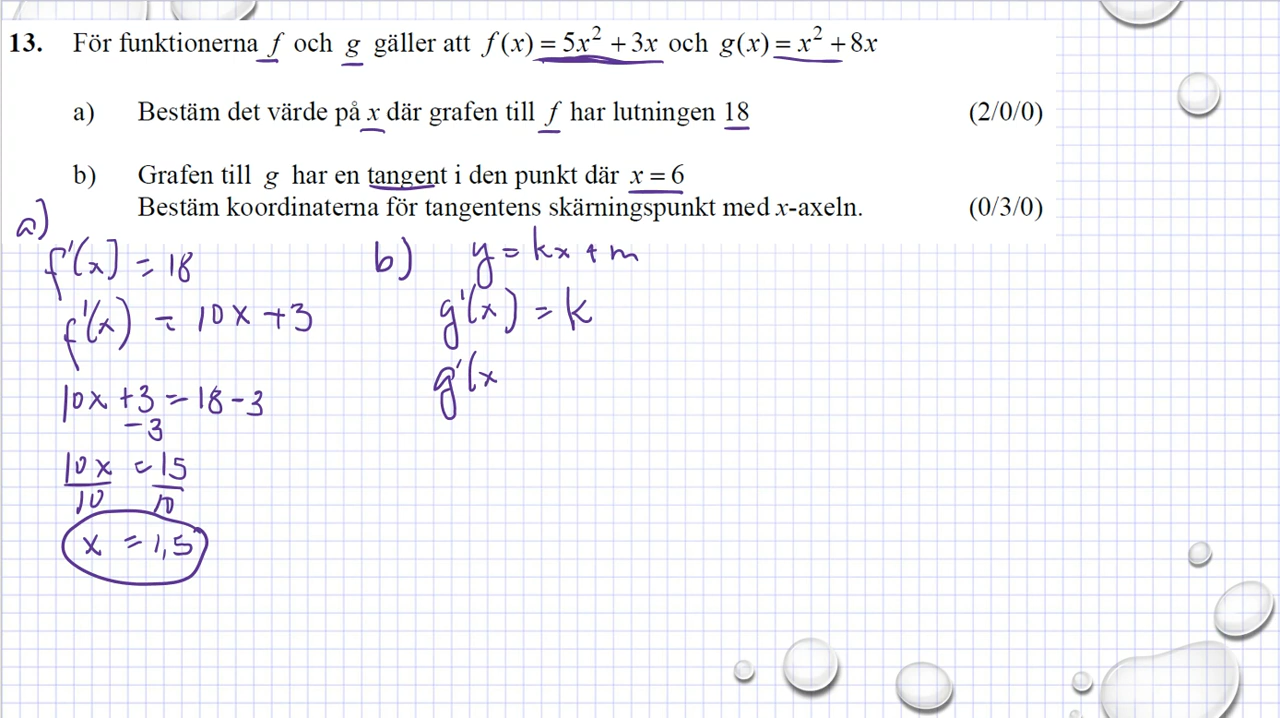 13. För funktionerna f och g gäller att f(x) = 5x² + 3x och g(x) = x² + 8x
a) Bestäm det värde på x där grafen till f har lutningen 18 (2/0/0)
b) Grafen till g har en tangent i den punkt där x = 6
Bestäm koordinaterna för tangentens skärningspunkt med x-axeln. (0/3/0)
a)
f'(x) = 18
f'(x) = 10x + 3
10x + 3 = 18 - 3
- 3
10x = 15
10 10
x = 1,5
b) y = kx + m
g'(x) = k
g'(x